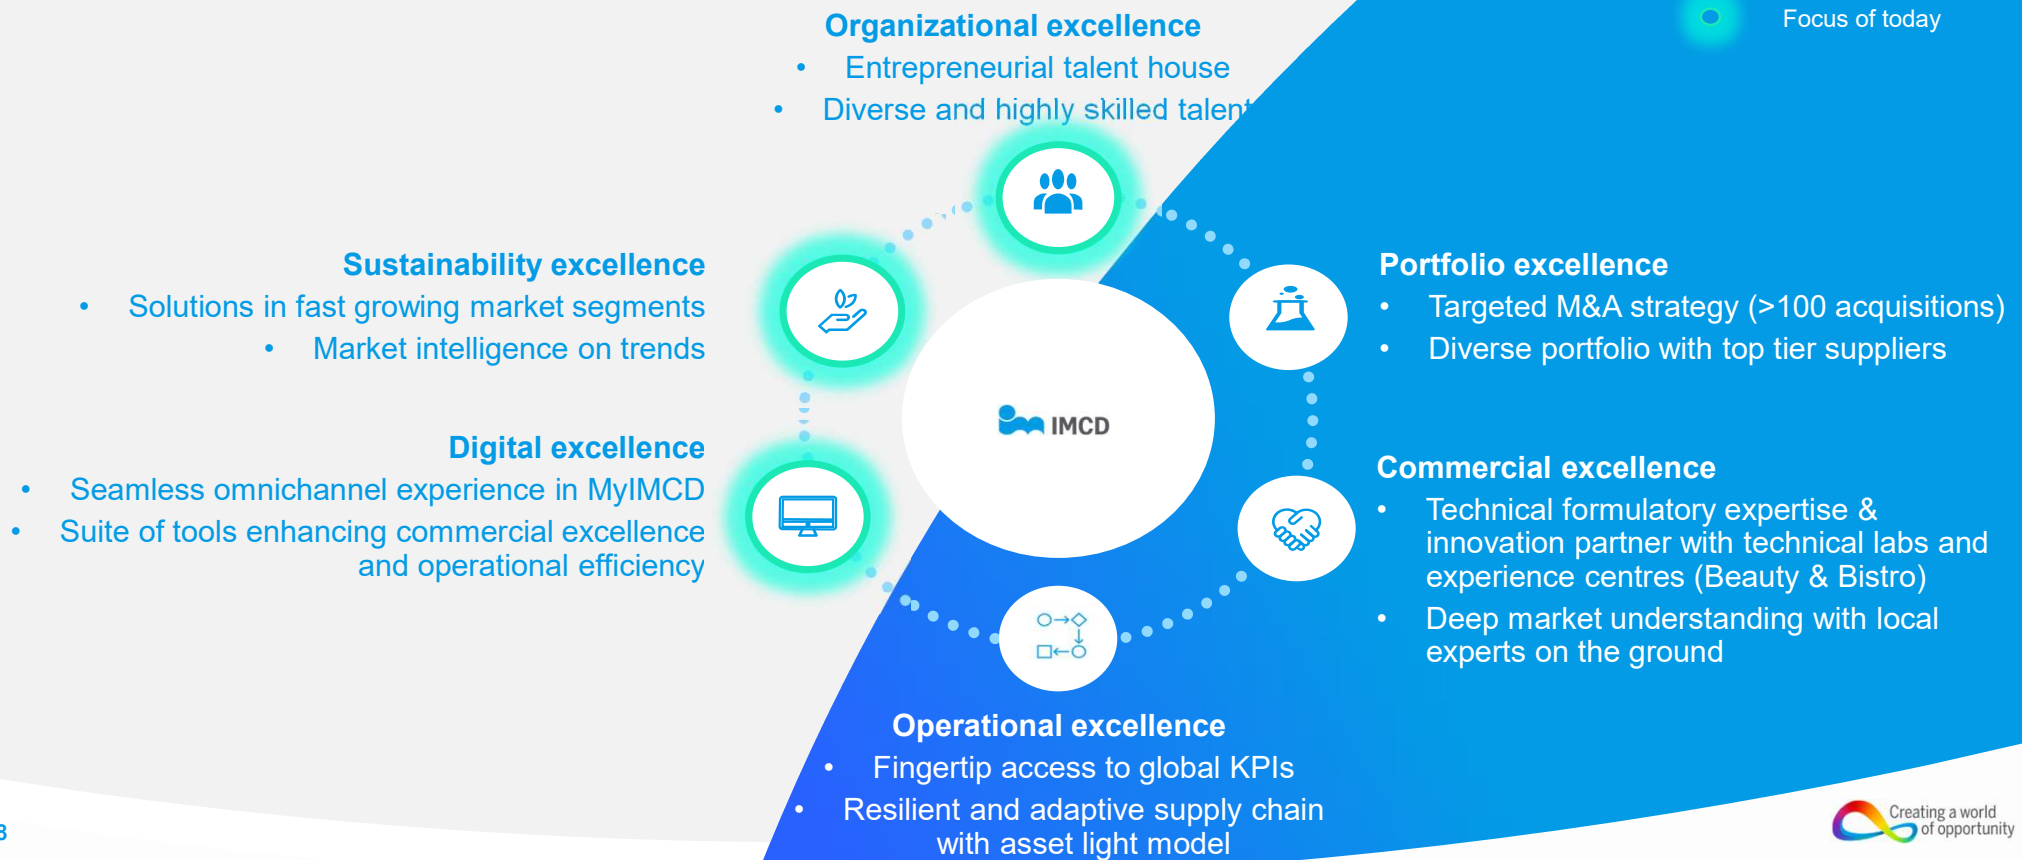 Focus of today
Organizational excellence
• Entrepreneurial talent house
• Diverse and highly skilled talent
Sustainability excellence
• Solutions in fast growing market segments
• Market intelligence on trends
Digital excellence
• Seamless omnichannel experience in MyIMCD
• Suite of tools enhancing commercial excellence
and operational efficiency
IMCD
Portfolio excellence
• Targeted M&A strategy (>100 acquisitions)
• Diverse portfolio with top tier suppliers
Commercial excellence
• Technical formulatory expertise &
innovation partner with technical labs and
experience centres (Beauty & Bistro)
• Deep market understanding with local
experts on the ground
Operational excellence
• Fingertip access to global KPIs
• Resilient and adaptive supply chain
with asset light model
Creating a world
of opportunity